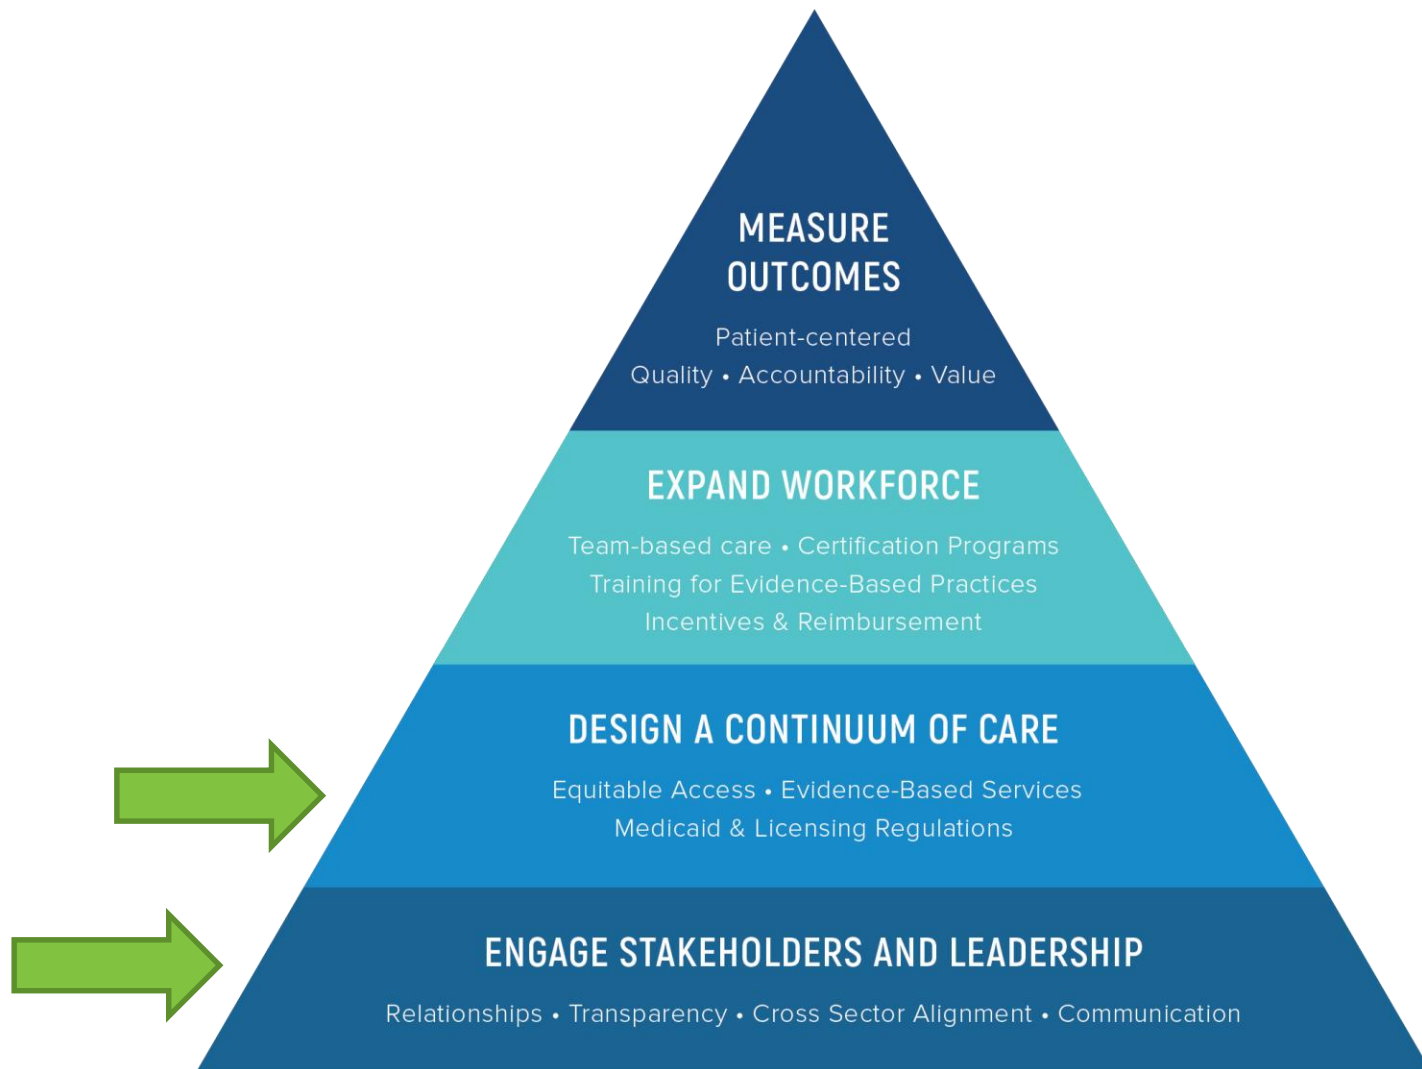 MEASURE
OUTCOMES
Patient-centered
Quality • Accountability • Value
EXPAND WORKFORCE
Team-based care • Certification Programs
Training for Evidence-Based Practices
Incentives & Reimbursement
DESIGN A CONTINUUM OF CARE
Equitable Access • Evidence-Based Services
Medicaid & Licensing Regulations
ENGAGE STAKEHOLDERS AND LEADERSHIP
Relationships • Transparency • Cross Sector Alignment • Communication